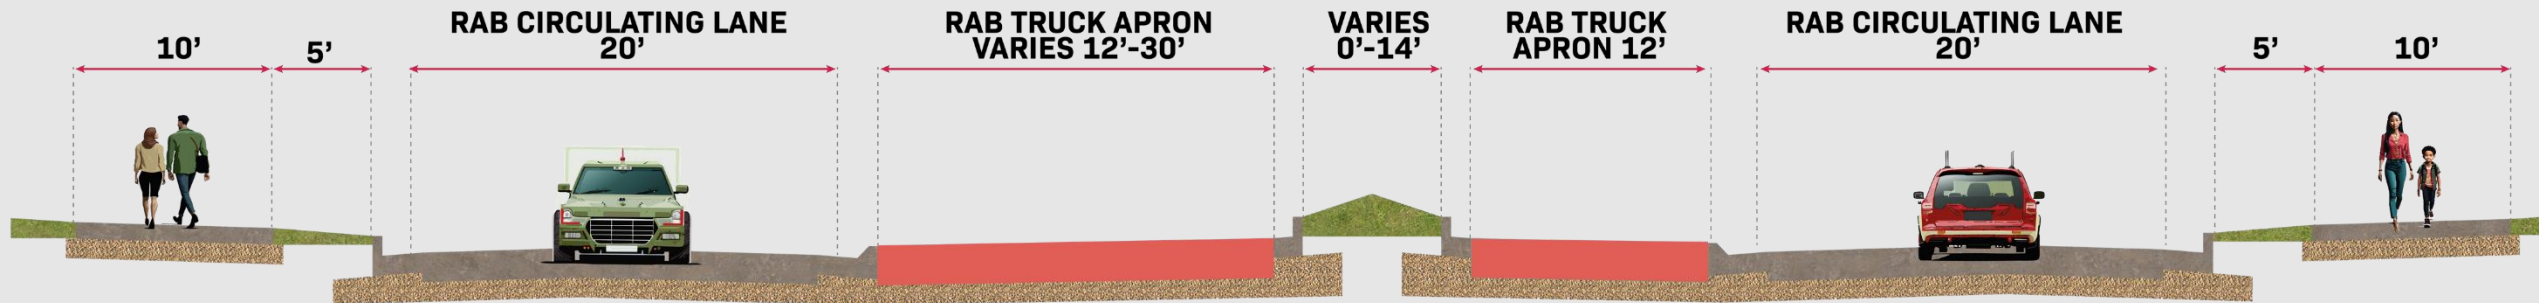 10’
5’
RAB CIRCULATING LANE
20’
RAB TRUCK APRON
VARIES 12’-30’
VARIES
0’-14’
RAB TRUCK
APRON 12’
RAB CIRCULATING LANE
20’
5’
10’